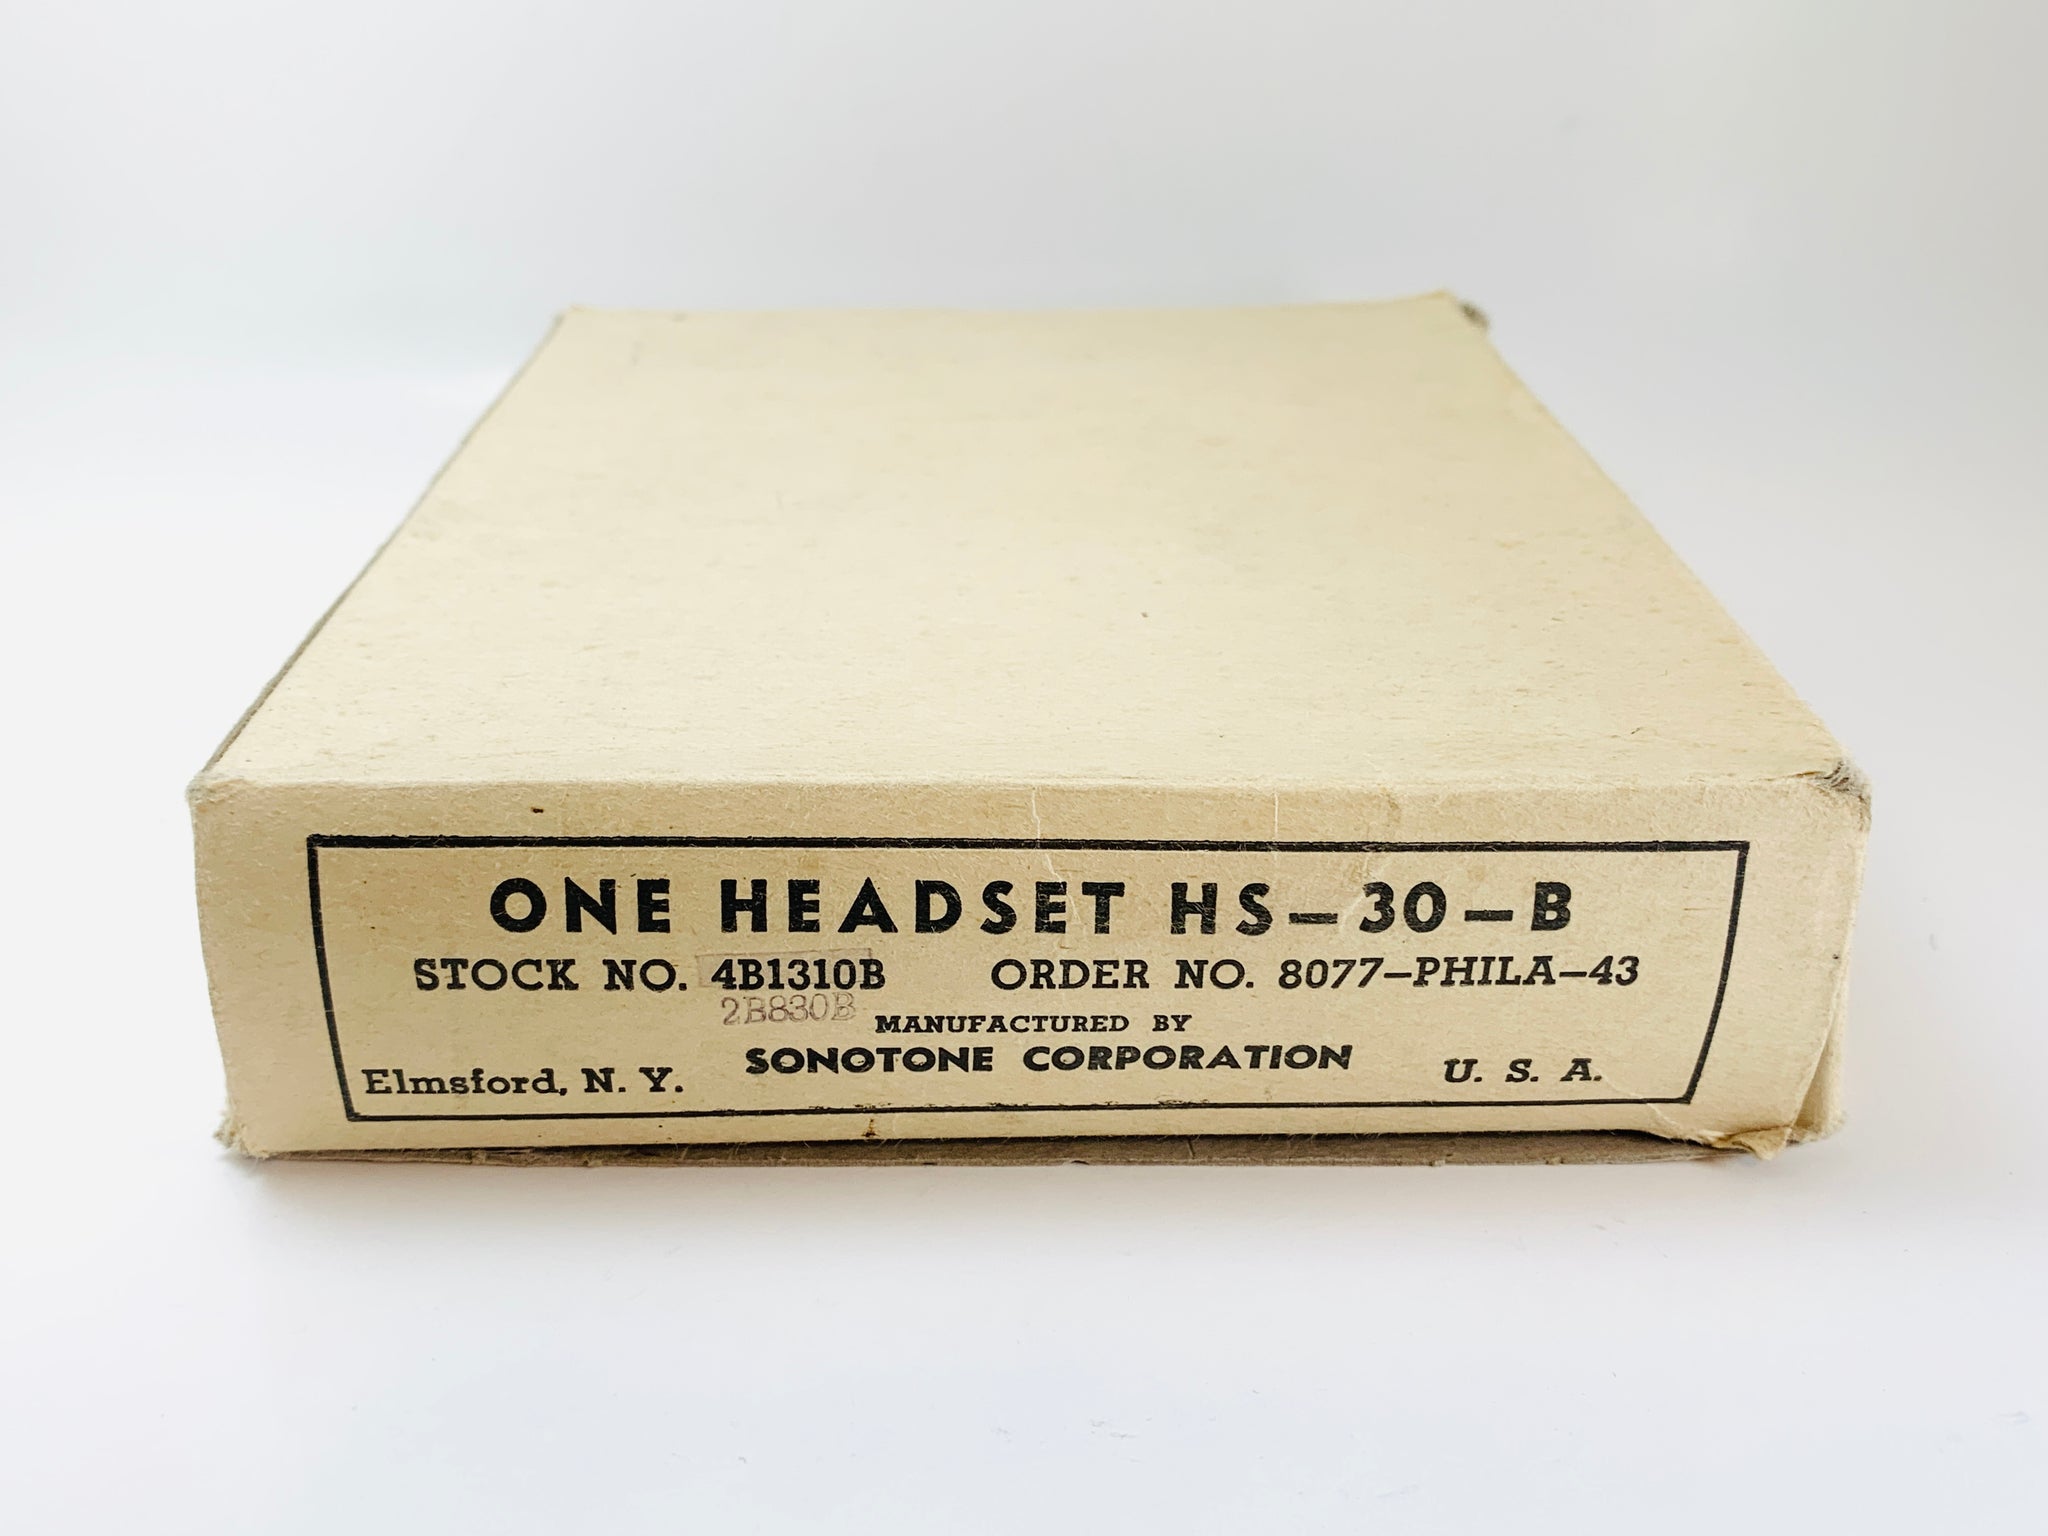 ONE HEADSET HS-30-B
STOCK NO. 4B1310B ORDER NO. 8077-PHILA-43
2B830B
MANUFACTURED BY
Elmsford, N. Y. SONOTONE CORPORATION U. S. A.